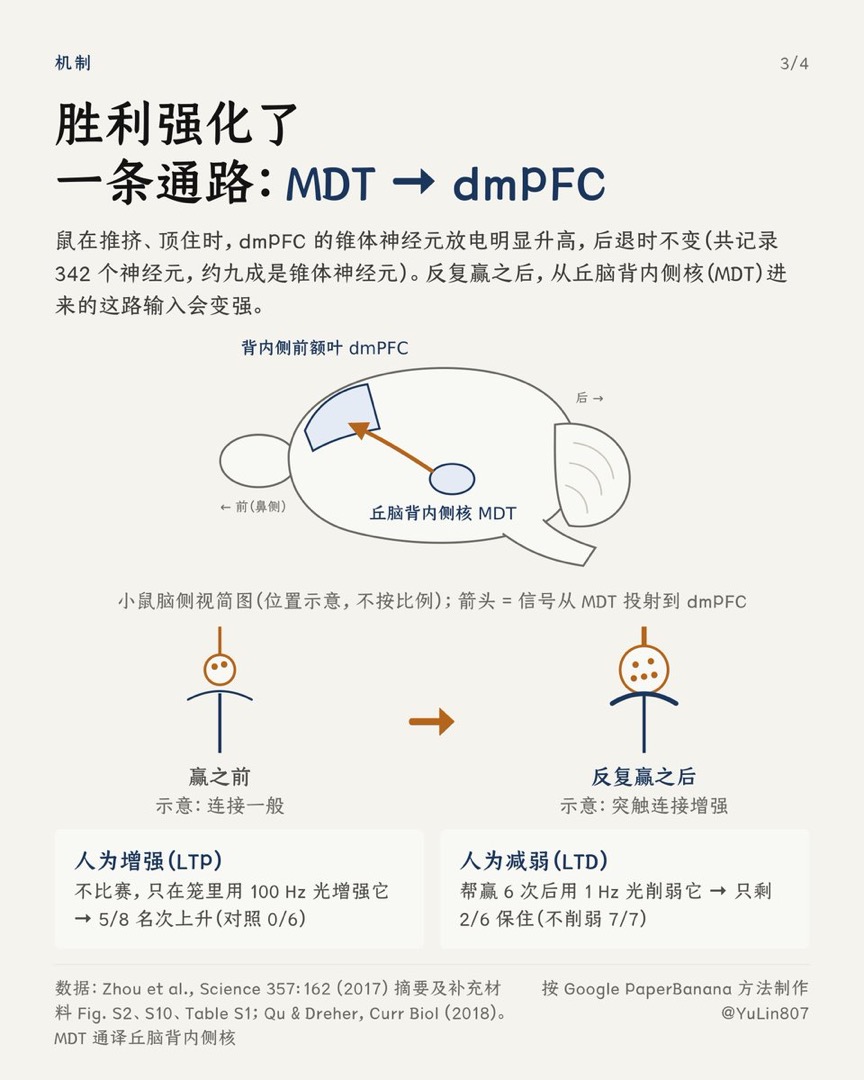 机制
3/4
胜利强化了
一条通路：MDT → dmPFC
鼠在推挤、顶住时，dmPFC 的锥体神经元放电明显升高，后退时不变（共记录
342 个神经元，约九成是锥体神经元）。反复赢之后，从丘脑背内侧核（MDT）进
来的这路输入会变强。
背内侧前额叶 dmPFC
后 →
← 前（鼻侧）
丘脑背内侧核 MDT
小鼠脑侧视简图（位置示意，不按比例）；箭头 = 信号从 MDT 投射到 dmPFC
赢之前
示意：连接一般
反复赢之后
示意：突触连接增强
人为增强（LTP）
不比赛，只在笼里用 100 Hz 光增强它
→ 5/8 名次上升（对照 0/6）
人为减弱（LTD）
帮赢 6 次后用 1 Hz 光削弱它 → 只剩
2/6 保住（不削弱 7/7）
数据：Zhou et al., Science 357:162 (2017) 摘要及补充材
料 Fig. S2、S10、Table S1; Qu & Dreher, Curr Biol (2018)。
MDT 通译丘脑背内侧核
按 Google PaperBanana 方法制作
@YuLin807